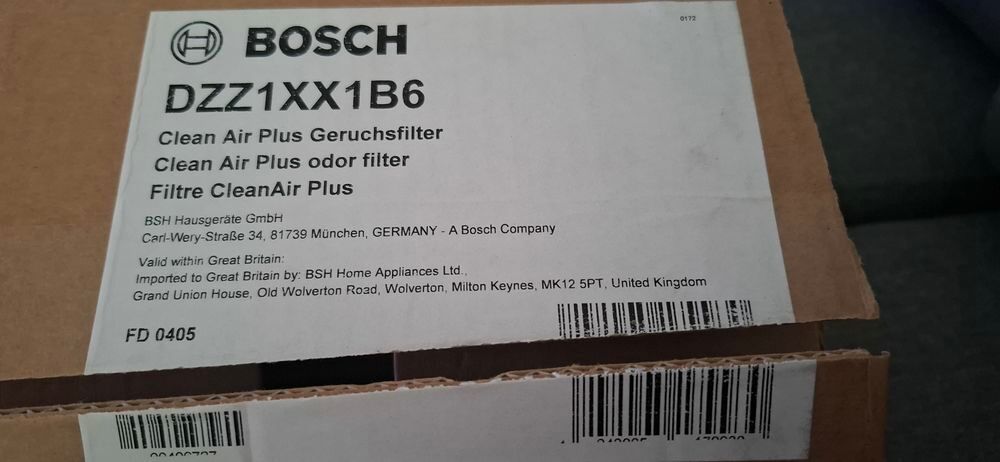 0172
BOSCH
DZZ1XX1B6
Clean Air Plus Geruchsfilter
Clean Air Plus odor filter
Filtre CleanAir Plus
BSH Hausgeräte GmbH
Carl-Wery-Straße 34, 81739 München, GERMANY - A Bosch Company
Valid within Great Britain:
Imported to Great Britain by: BSH Home Appliances Ltd.,
Grand Union House, Old Wolverton Road, Wolverton, Milton Keynes, MK12 5PT, United Kingdom
FD 0405